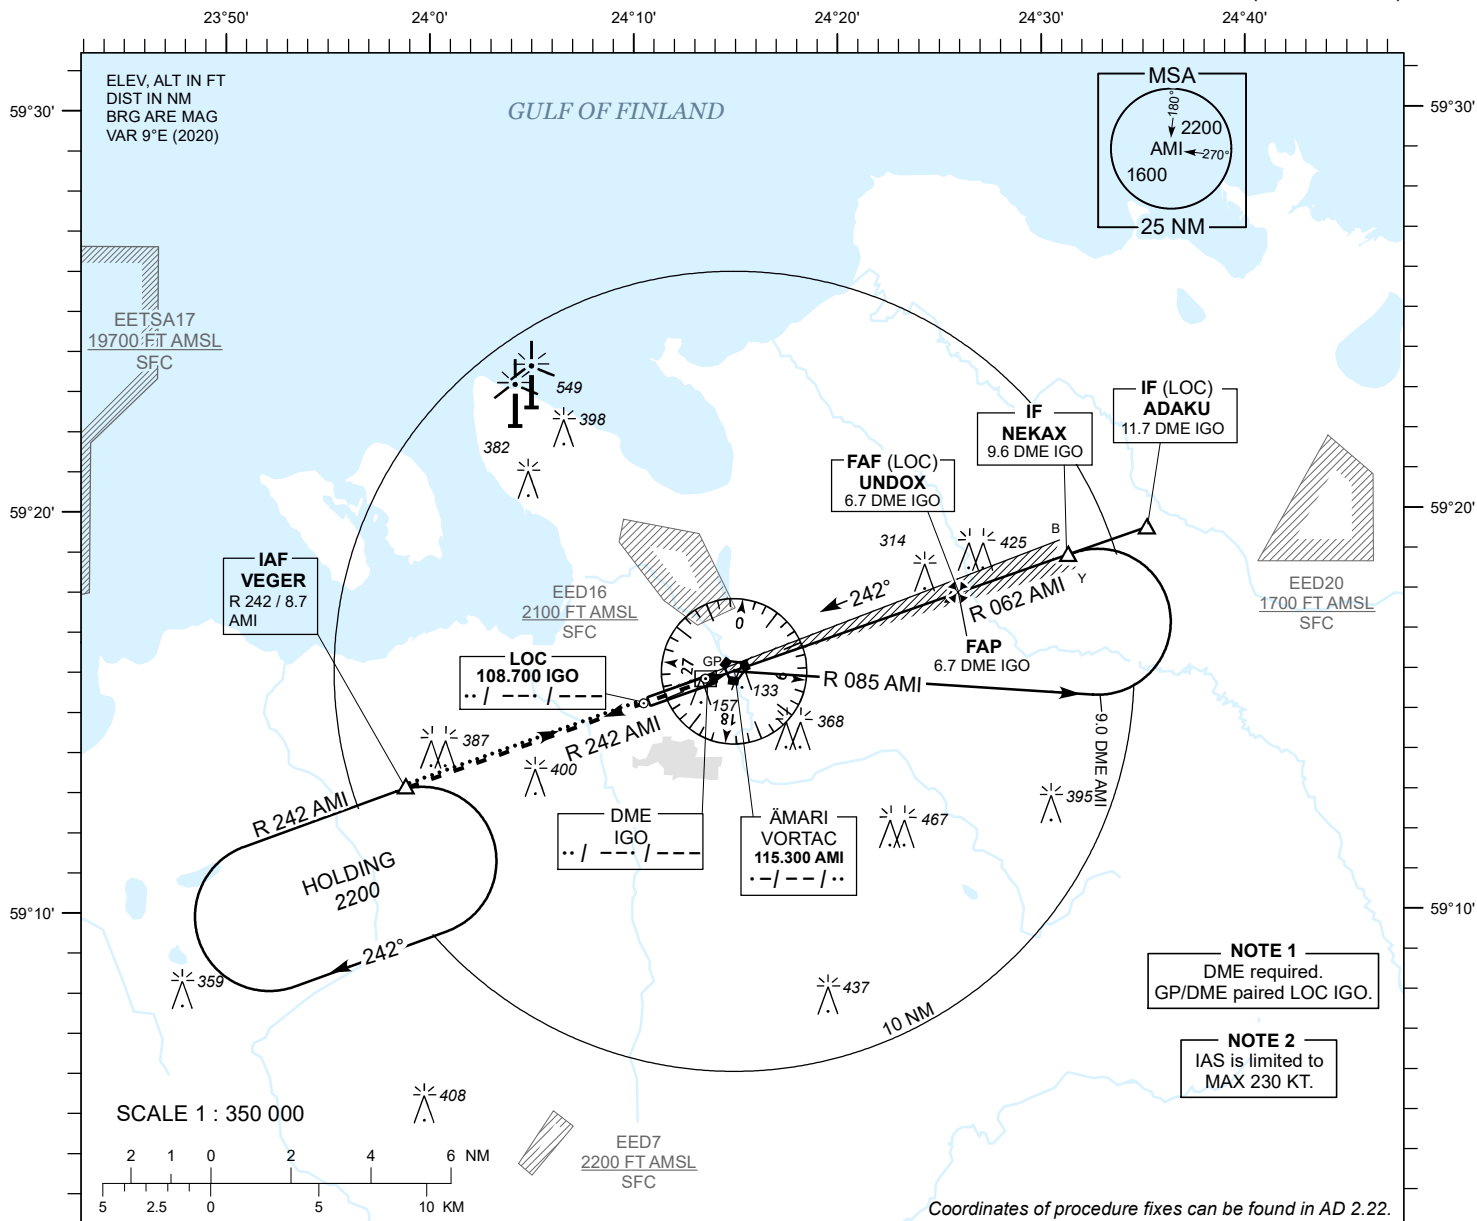 23°50'
24°0'
24°10'
24°20'
24°30'
24°40'
ELEV, ALT IN FT
DIST IN NM
BRG ARE MAG
VAR 9°E (2020)
GULF OF FINLAND
MSA
180°
2200
AMI
270°
1600
25 NM
59°30'
59°30'
EETSA17
19700 FT AMSL
SFC
549
398
382
IF (LOC)
ADAKU
11.7 DME IGO
IF
NEKAX
9.6 DME IGO
FAF (LOC)
UNDOX
6.7 DME IGO
59°20'
59°20'
314
425
B
Y
IAF
VEGER
R 242 / 8.7
AMI
EED16
2100 FT AMSL
SFC
242°
R 062 AMI
EED20
1700 FT AMSL
SFC
FAP
6.7 DME IGO
LOC
108.700 IGO
·· / – – · / – – –
0
9
18
27
GP
133
157
R 085 AMI
R 242 AMI
368
387
400
9.0 DME AMI
395
R 242 AMI
DME
IGO
·· / – – · / – – –
ÄMARI
VORTAC
115.300 AMI
· – / – – / ··
467
HOLDING
2200
59°10'
59°10'
242°
359
437
10 NM
NOTE 1
DME required.
GP/DME paired LOC IGO.
NOTE 2
IAS is limited to
MAX 230 KT.
408
SCALE 1 : 350 000
EED7
2200 FT AMSL
SFC
2 1 0 2 4 6 NM
5 2.5 0 5 10 KM
Coordinates of procedure fixes can be found in AD 2.22.